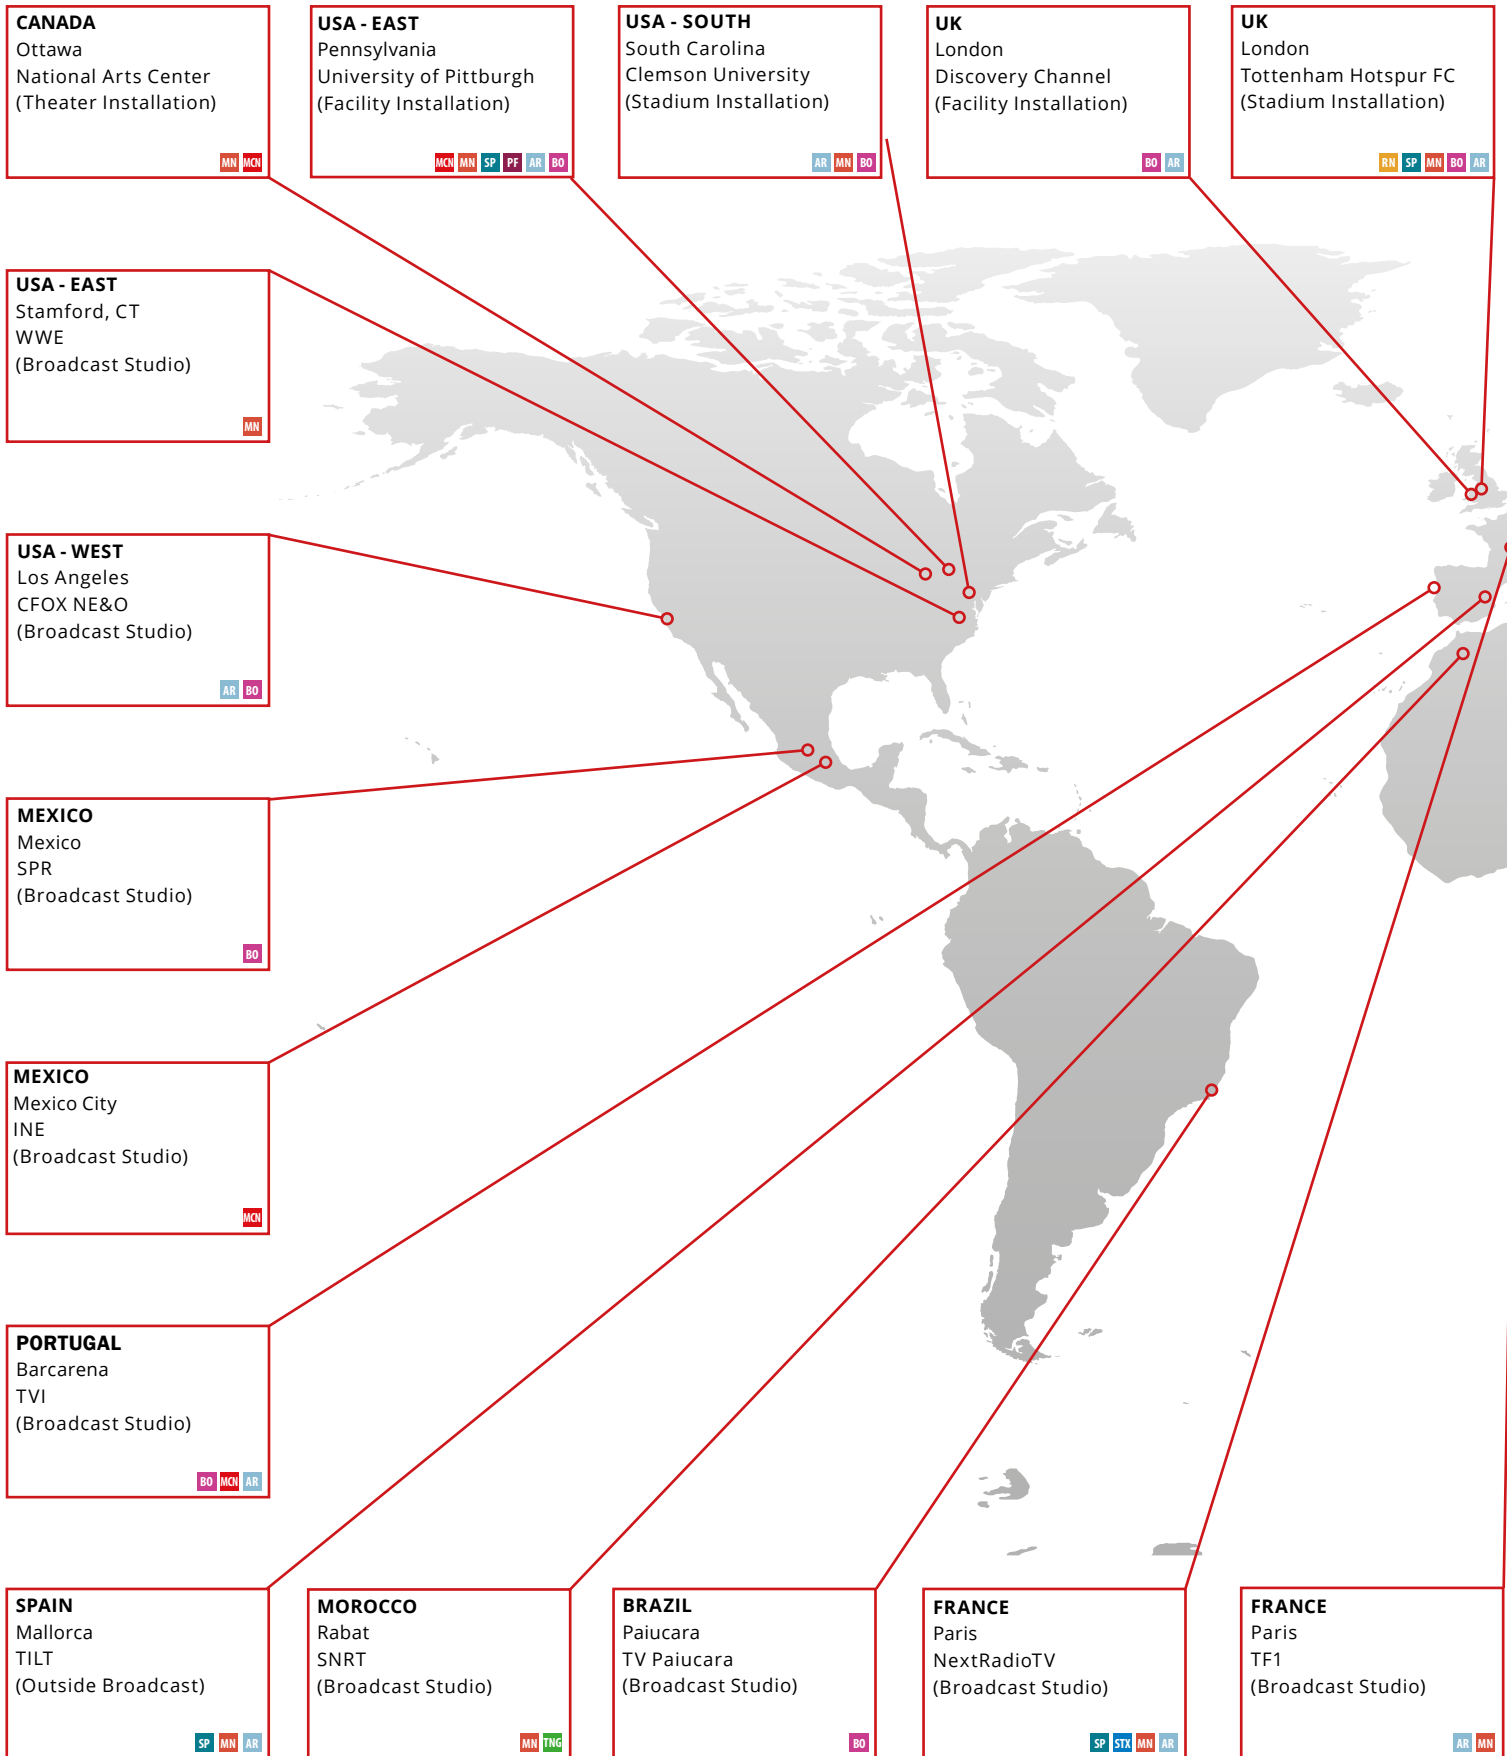 CANADA
Ottawa
National Arts Center
(Theater Installation)
MN MCN
USA - EAST
Pennsylvania
University of Pittburgh
(Facility Installation)
MCN MN SP PF AR BO
USA - SOUTH
South Carolina
Clemson University
(Stadium Installation)
AR MN BO
UK
London
Discovery Channel
(Facility Installation)
BO AR
UK
London
Tottenham Hotspur FC
(Stadium Installation)
RN SP MN BO AR
USA - EAST
Stamford, CT
WWE
(Broadcast Studio)
MN
USA - WEST
Los Angeles
CFOX NE&O
(Broadcast Studio)
AR BO
MEXICO
Mexico
SPR
(Broadcast Studio)
BO
MEXICO
Mexico City
INE
(Broadcast Studio)
MCN
PORTUGAL
Barcarena
TVI
(Broadcast Studio)
BO MCN AR
SPAIN
Mallorca
TILT
(Outside Broadcast)
SP MN AR
MOROCCO
Rabat
SNRT
(Broadcast Studio)
MN TNG
BRAZIL
Paiucara
TV Paiucara
(Broadcast Studio)
BO
FRANCE
Paris
NextRadioTV
(Broadcast Studio)
SP STX MN AR
FRANCE
Paris
TF1
(Broadcast Studio)
AR MN